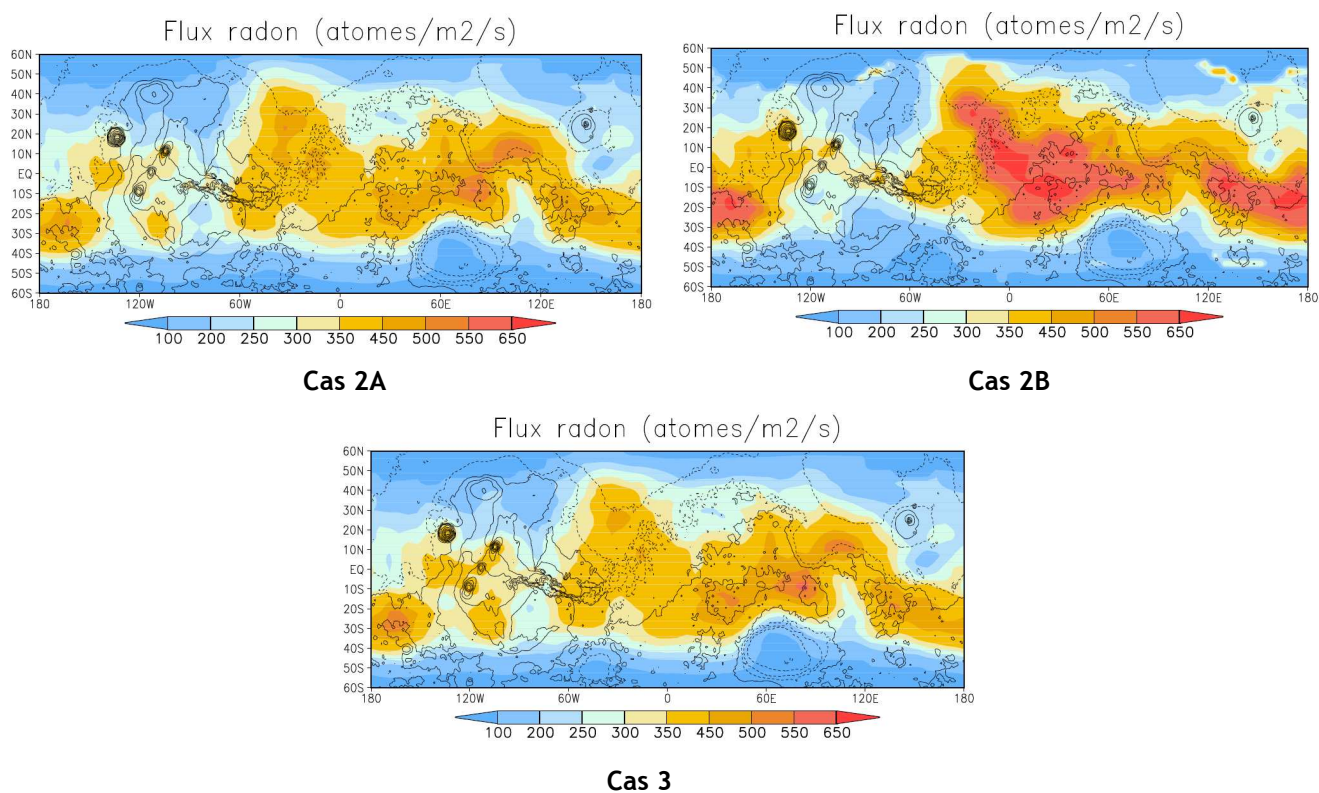 Flux radon (atomes/m2/s)
60N
50N
40N
30N
20N
10N
EQ
10S
20S
30S
40S
50S
60S
180 120W 60W 0 60E 120E 180
100 200 250 300 350 450 500 550 650
Cas 2A
Flux radon (atomes/m2/s)
60N
50N
40N
30N
20N
10N
EQ
10S
20S
30S
40S
50S
60S
180 120W 60W 0 60E 120E 180
100 200 250 300 350 450 500 550 650
Cas 2B
Flux radon (atomes/m2/s)
60N
50N
40N
30N
20N
10N
EQ
10S
20S
30S
40S
50S
60S
180 120W 60W 0 60E 120E 180
100 200 250 300 350 450 500 550 650
Cas 3